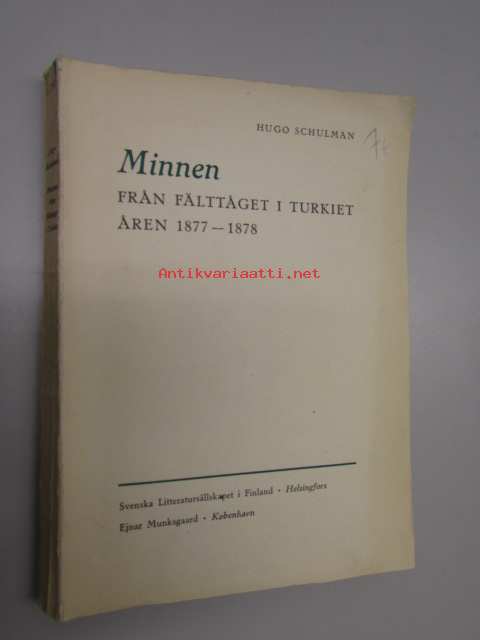 HUGO SCHULMAN
Minnen
FRÅN FÄLTTÅGET I TURKIET
ÅREN 1877 — 1878
Antikvariaatti.net
Svenska Litteratursällskapet i Finland · Helsingfors
Ejnar Munksgaard · København